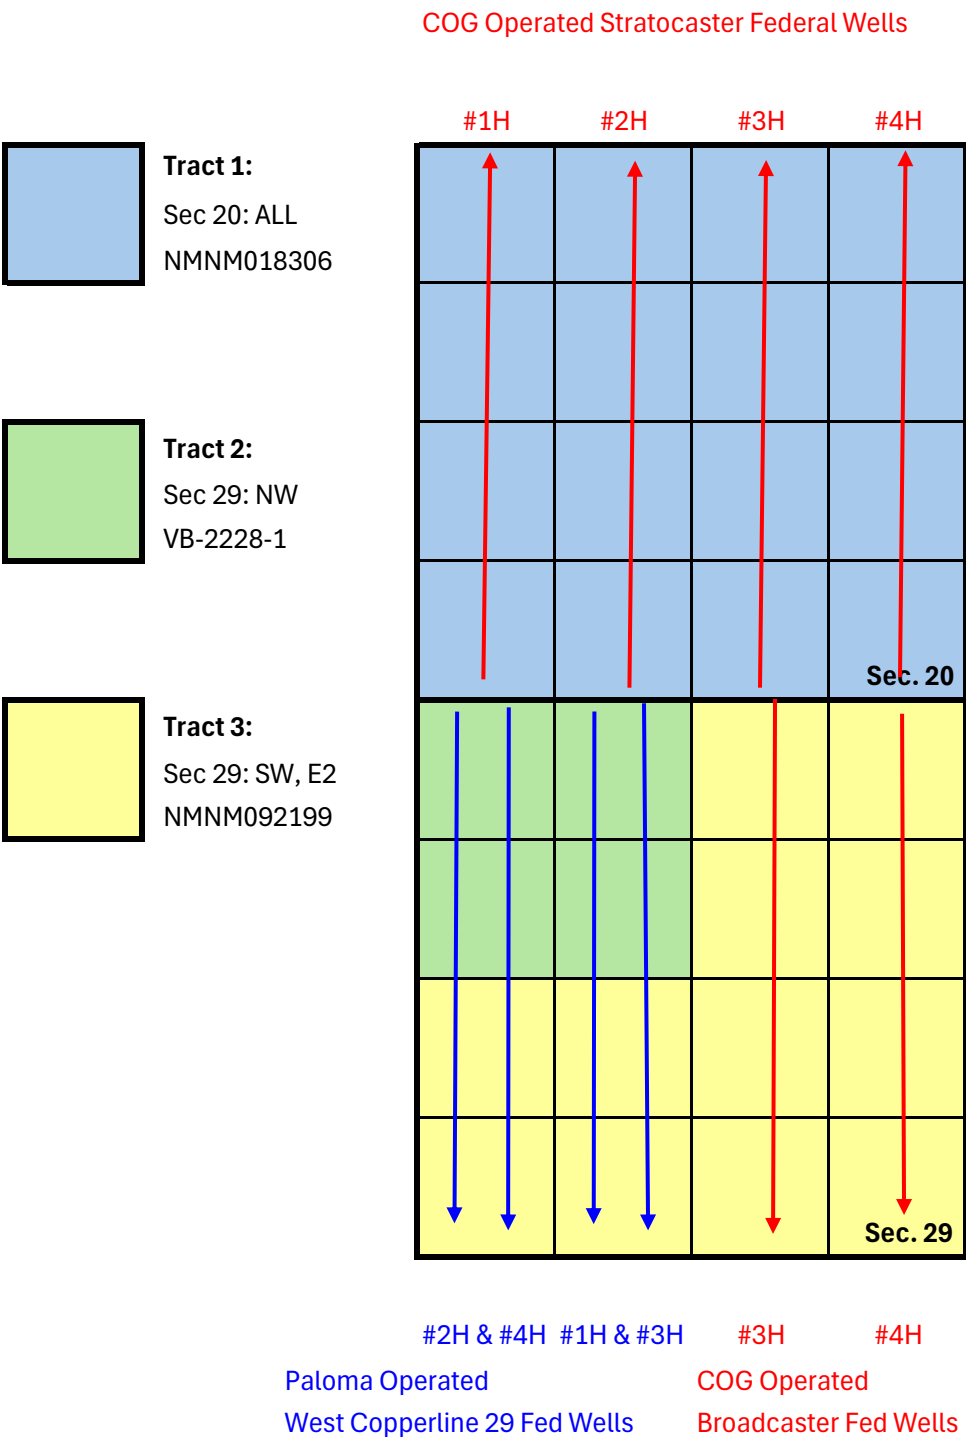 COG Operated Stratocaster Federal Wells
#1H #2H #3H #4H
Tract 1:
Sec 20: ALL
NMNM018306
Tract 2:
Sec 29: NW
VB-2228-1
Sec. 20
Tract 3:
Sec 29: SW, E2
NMNM092199
Sec. 29
#2H & #4H #1H & #3H #3H #4H
Paloma Operated COG Operated
West Copperline 29 Fed Wells Broadcaster Fed Wells